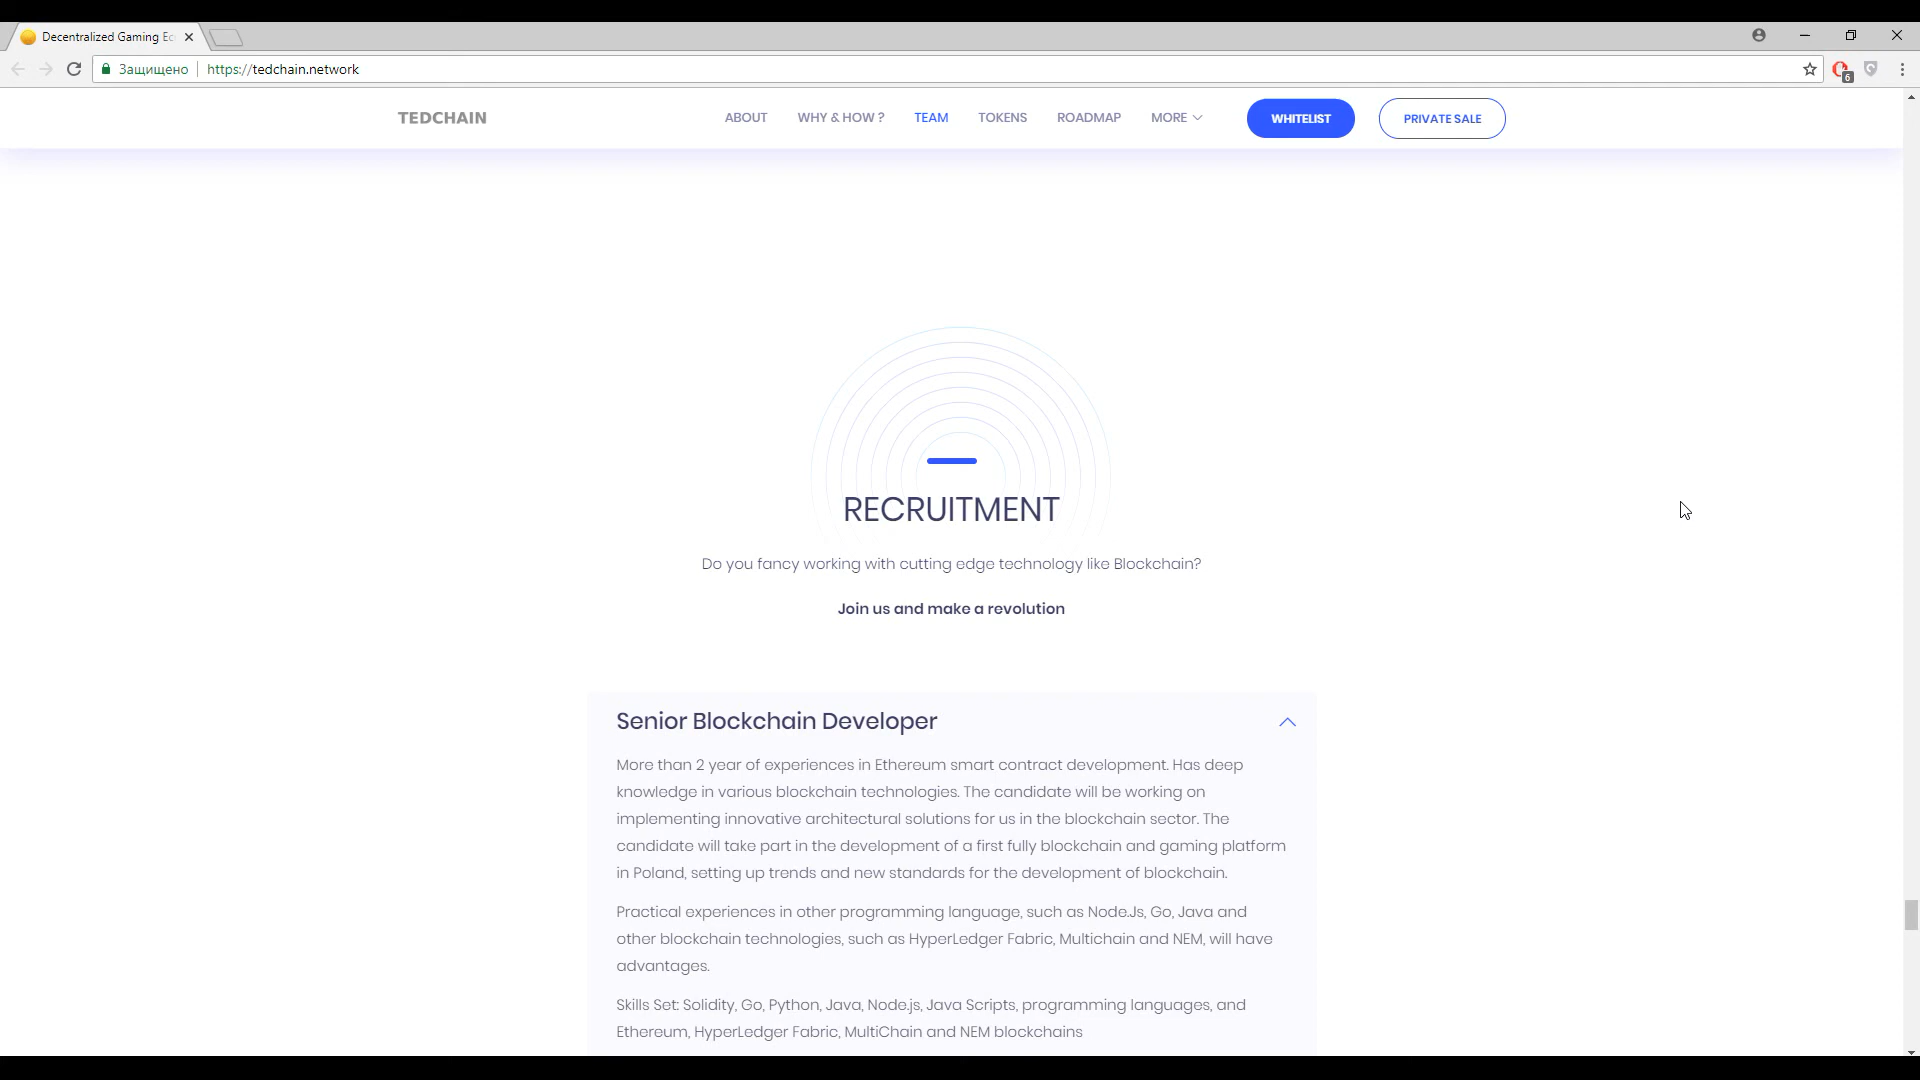 Decentralized Gaming Ec
Защищено https://tedchain.network
6
TEDCHAIN ABOUT WHY & HOW ? TEAM TOKENS ROADMAP MORE WHITELIST PRIVATE SALE
RECRUITMENT
Do you fancy working with cutting edge technology like Blockchain?
Join us and make a revolution
Senior Blockchain Developer
More than 2 year of experiences in Ethereum smart contract development. Has deep
knowledge in various blockchain technologies. The candidate will be working on
implementing innovative architectural solutions for us in the blockchain sector. The
candidate will take part in the development of a first fully blockchain and gaming platform
in Poland, setting up trends and new standards for the development of blockchain.
Practical experiences in other programming language, such as Node.Js, Go, Java and
other blockchain technologies, such as HyperLedger Fabric, Multichain and NEM, will have
advantages.
Skills Set: Solidity, Go, Python, Java, Node.js, Java Scripts, programming languages, and
Ethereum, HyperLedger Fabric, MultiChain and NEM blockchains